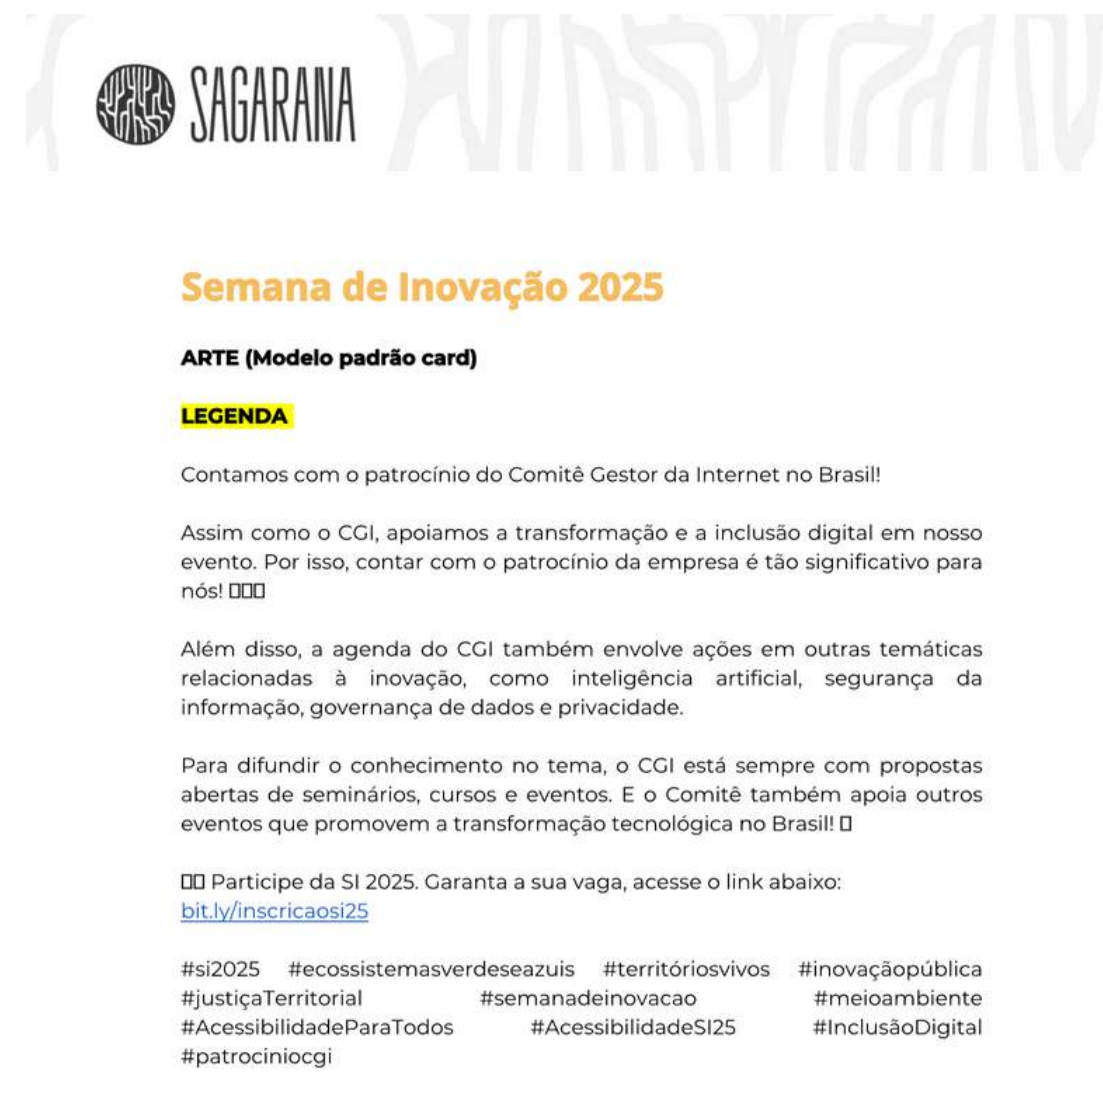 SAGARANA
Semana de Inovação 2025
ARTE (Modelo padrão card)
LEGENDA
Contamos com o patrocínio do Comitê Gestor da Internet no Brasil!
Assim como o CGI, apoiamos a transformação e a inclusão digital em nosso
evento. Por isso, contar com o patrocínio da empresa é tão significativo para
nós! 
Além disso, a agenda do CGI também envolve ações em outras temáticas
relacionadas à inovação, como inteligência artificial, segurança da
informação, governança de dados e privacidade.
Para difundir o conhecimento no tema, o CGI está sempre com propostas
abertas de seminários, cursos e eventos. E o Comitê também apoia outros
eventos que promovem a transformação tecnológica no Brasil! 
Participe da SI 2025. Garanta a sua vaga, acesse o link abaixo:
bit.ly/inscricaosi25
#si2025 #ecossistemasverdeseazuis #territóriosvivos #inovaçãopública
#justiçaTerritorial #semanadeinovacao #meioambiente
#AcessibilidadeParaTodos #AcessibilidadeSI25 #InclusãoDigital
#patrociniocgi